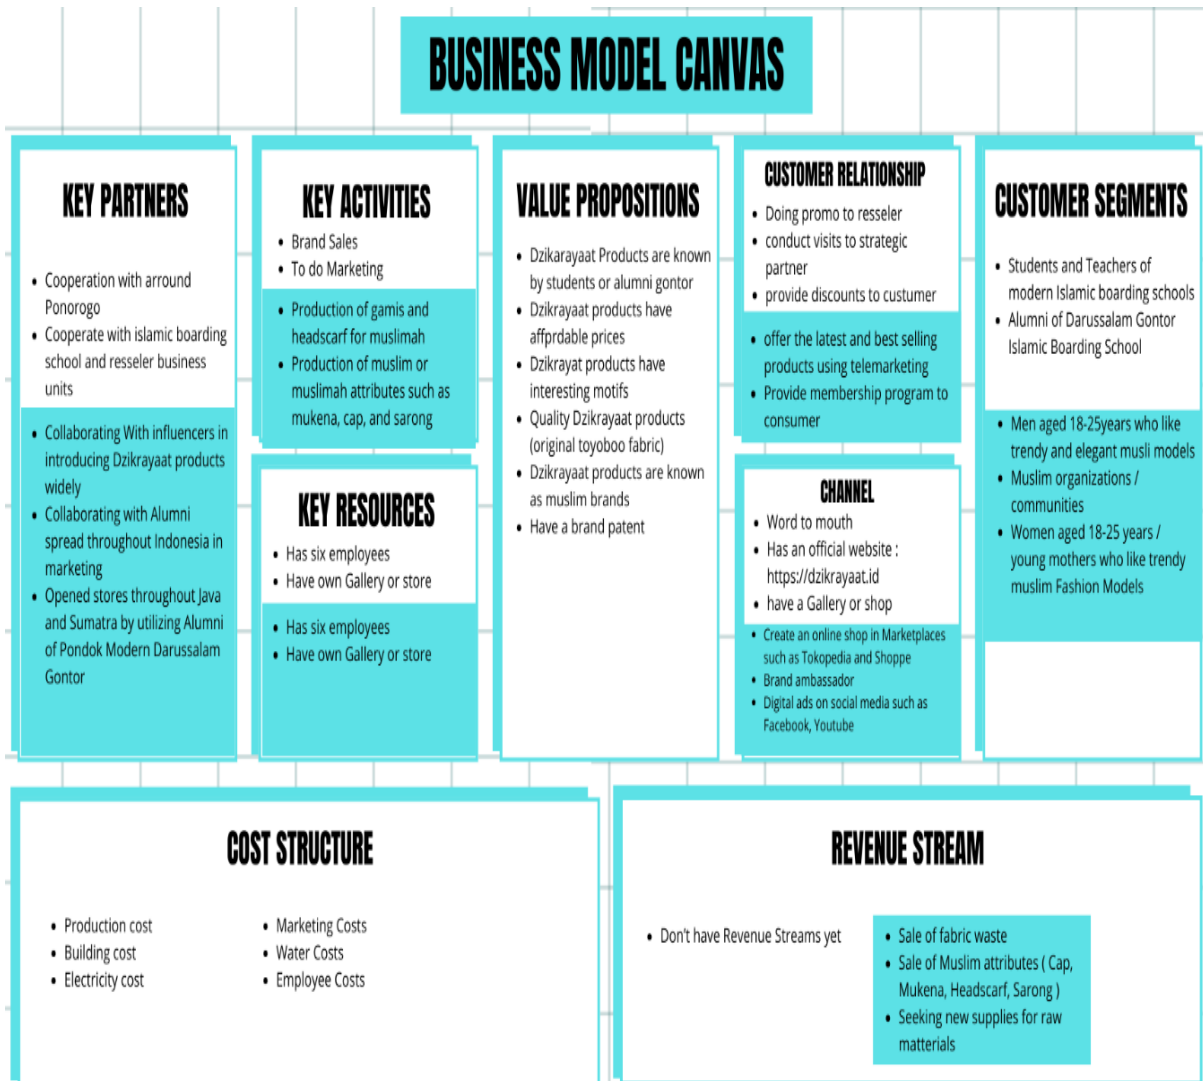 BUSINESS MODEL CANVAS
KEY PARTNERS
• Cooperation with arround
Ponorogo
• Cooperate with islamic boarding
school and resseler business
units
• Collaborating With influencers in
introducing Dzikrayaat products
widely
• Collaborating with Alumni
spread throughout Indonesia in
marketing
• Opened stores throughout Java
and Sumatra by utilizing Alumni
of Pondok Modern Darussalam
Gontor
KEY ACTIVITIES
• Brand Sales
• To do Marketing
• Production of gamis and
headscarf for muslimah
• Production of muslim or
muslimah attributes such as
mukena, cap, and sarong
KEY RESOURCES
• Has six employees
• Have own Gallery or store
• Has six employees
• Have own Gallery or store
VALUE PROPOSITIONS
• Dzikarayaat Products are known
by students or alumni gontor
• Dzikrayaat products have
affprdable prices
• Dzikrayat products have
interesting motifs
• Quality Dzikrayaat products
(original toyoboo fabric)
• Dzikrayaat products are known
as muslim brands
• Have a brand patent
CUSTOMER RELATIONSHIP
• Doing promo to resseler
• conduct visits to strategic
partner
• provide discounts to custumer
• offer the latest and best selling
products using telemarketing
• Provide membership program to
consumer
CHANNEL
• Word to mouth
• Has an official website :
https://dzikrayaat.id
• have a Gallery or shop
• Create an online shop in Marketplaces
such as Tokopedia and Shoppe
• Brand ambassador
• Digital ads on social media such as
Facebook, Youtube
CUSTOMER SEGMENTS
• Students and Teachers of
modern Islamic boarding schools
• Alumni of Darussalam Gontor
Islamic Boarding School
• Men aged 18-25years who like
trendy and elegant musli models
• Muslim organizations /
communities
• Women aged 18-25 years /
young mothers who like trendy
muslim Fashion Models
COST STRUCTURE
• Production cost
• Building cost
• Electricity cost
• Marketing Costs
• Water Costs
• Employee Costs
REVENUE STREAM
• Don't have Revenue Streams yet
• Sale of fabric waste
• Sale of Muslim attributes ( Cap,
Mukena, Headscarf, Sarong )
• Seeking new supplies for raw
matterials